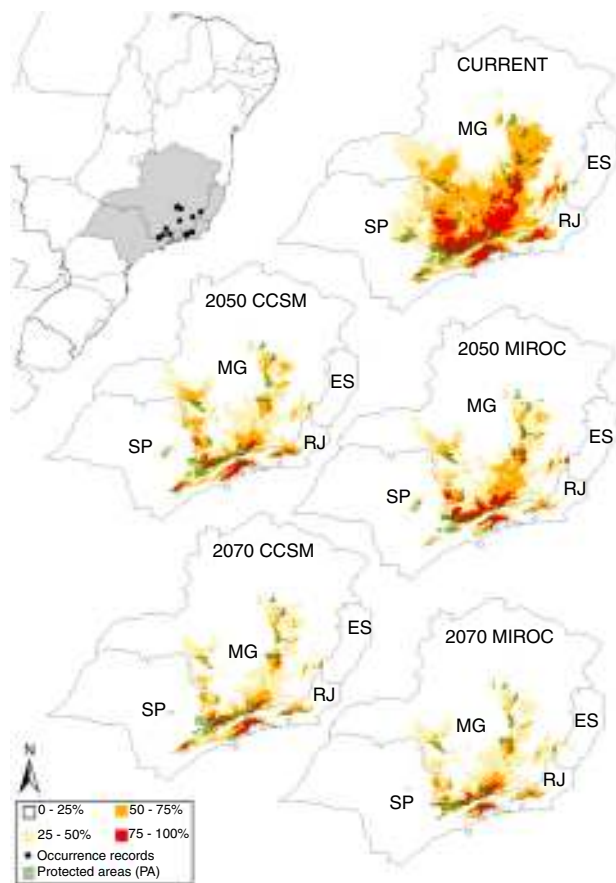 CURRENT
MG
ES
SP
RJ
2050 CCSM
MG
ES
SP
RJ
2050 MIROC
MG
ES
SP
RJ
2070 CCSM
MG
ES
SP
RJ
2070 MIROC
MG
ES
SP
RJ
N
0 - 25% 50 - 75%
25 - 50% 75 - 100%
Occurrence records
Protected areas (PA)